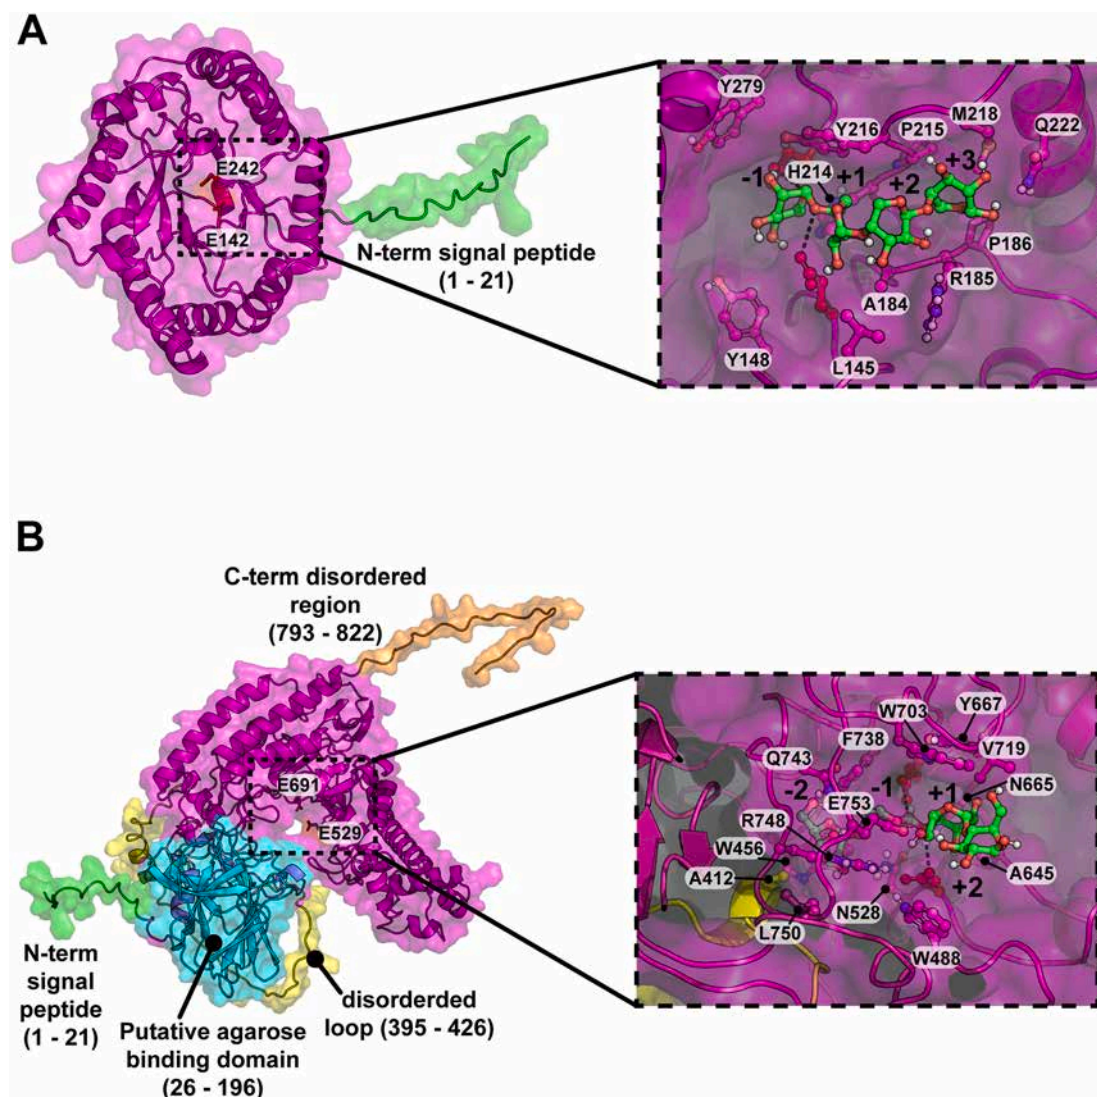 A
E242
E142
N-term signal peptide
(1 - 21)
Y279
Y216
P215
M218
Q222
-1
H214
+1
+2
+3
P186
R185
A184
Y148
L145
B
C-term disordered
region
(793 - 822)
E691
E529
N-term
signal
peptide
(1 - 21)
Putative agarose
binding domain
(26 - 196)
disorderded
loop (395 - 426)
W703
Y667
F738
V719
Q743
-2
-1
+1
N665
E753
R748
W456
A412
A645
+2
N528
L750
W488